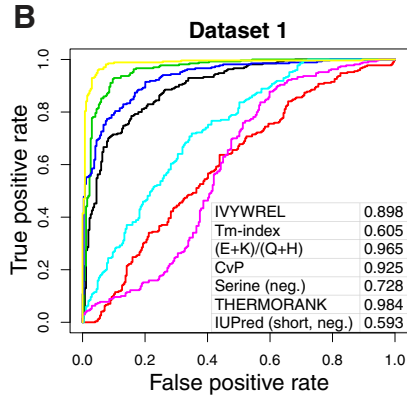 B
Dataset 1
True positive rate
1.0
0.8
0.6
0.4
0.2
0.0
IVYWREL 0.898
Tm-index 0.605
(E+K)/(Q+H) 0.965
CvP 0.925
Serine (neg.) 0.728
THERMORANK 0.984
IUPred (short, neg.) 0.593
0.0 0.2 0.4 0.6 0.8 1.0
False positive rate